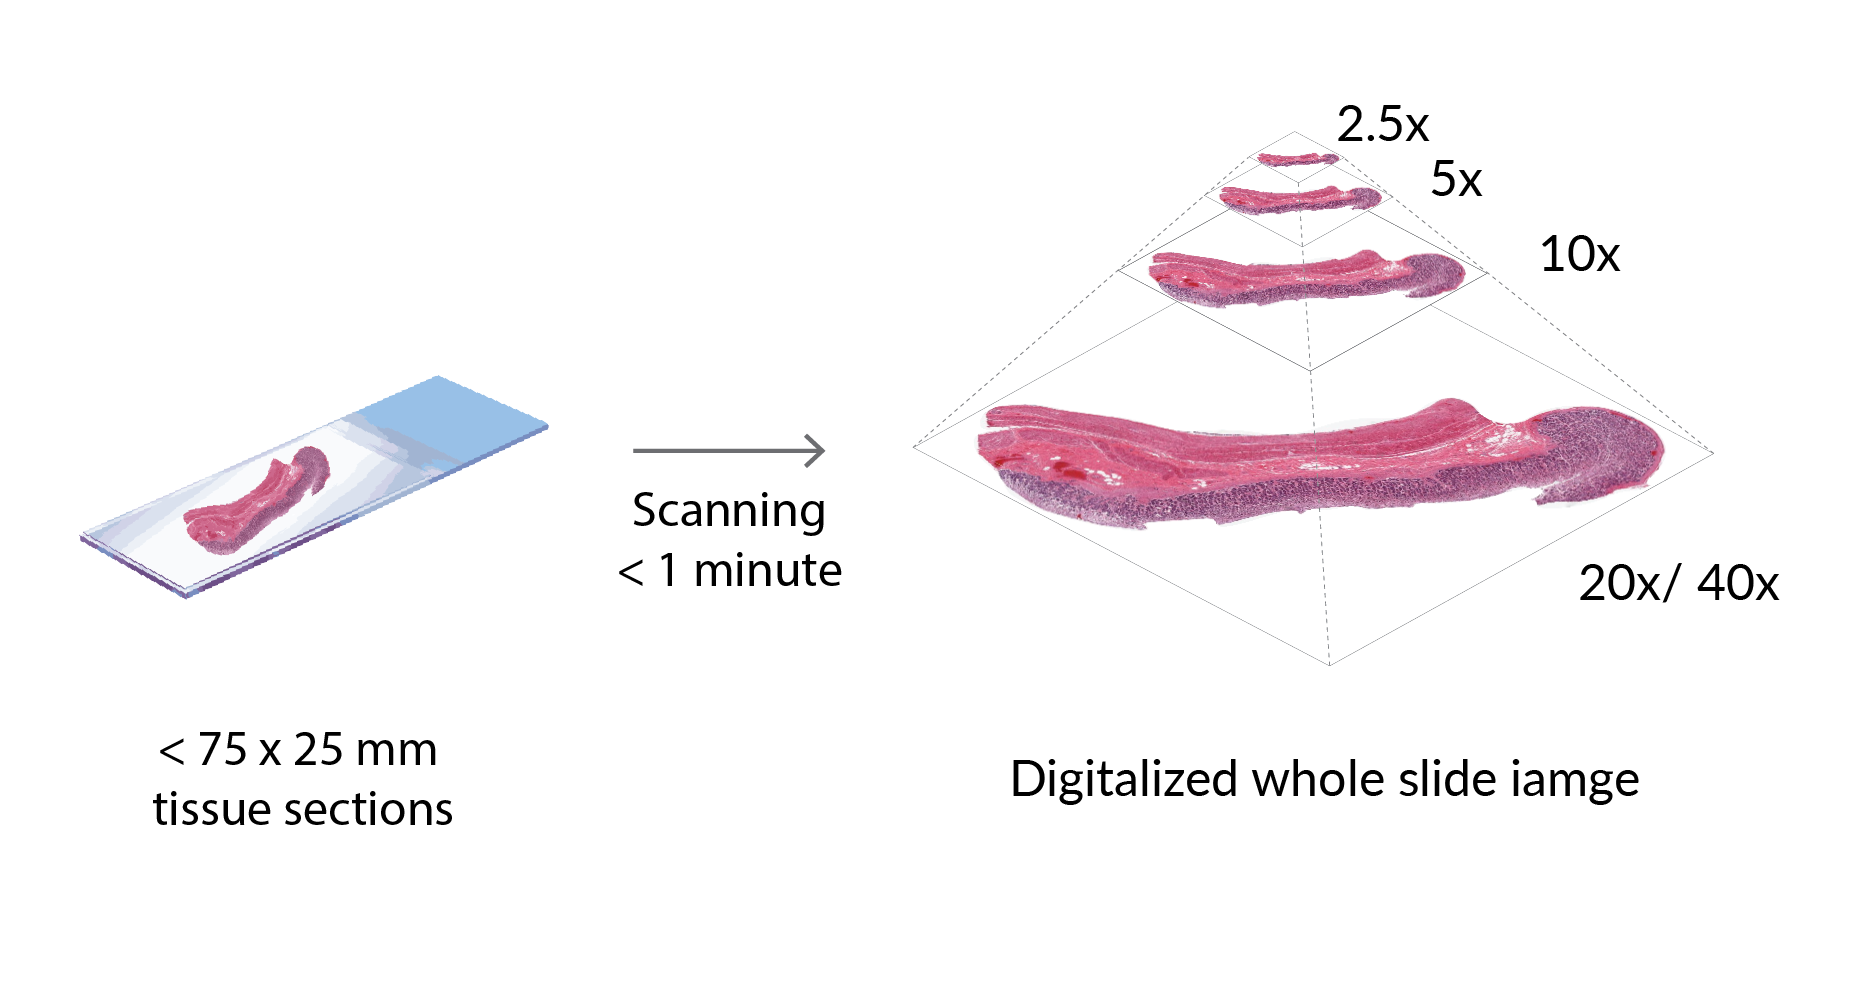 2.5x
5x
10x
20x/ 40x
Scanning
< 1 minute
< 75 x 25 mm
tissue sections
Digitalized whole slide iamge